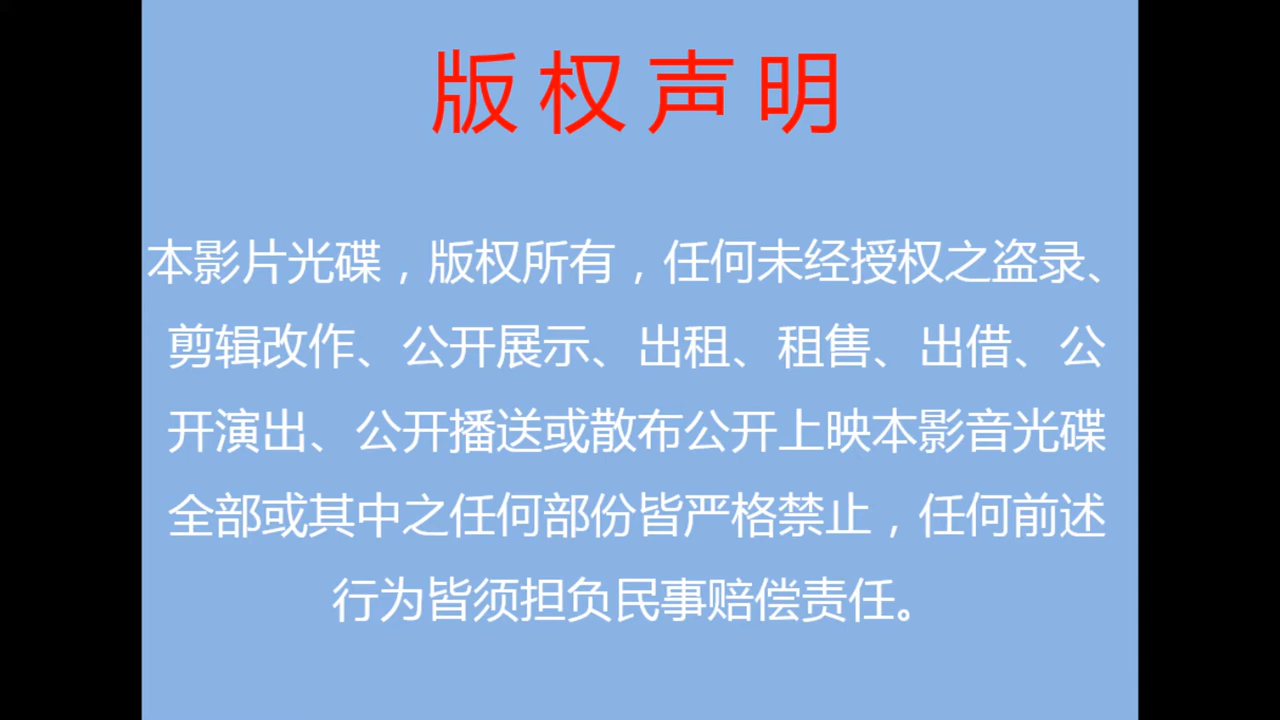 版权声明
本影片光碟，版权所有，任何未经授权之盗录、
剪辑改作、公开展示、出租、租售、出借、公
开演出、公开播送或散布公开上映本影音光碟
全部或其中之任何部份皆严格禁止，任何前述
行为皆须担负民事赔偿责任。